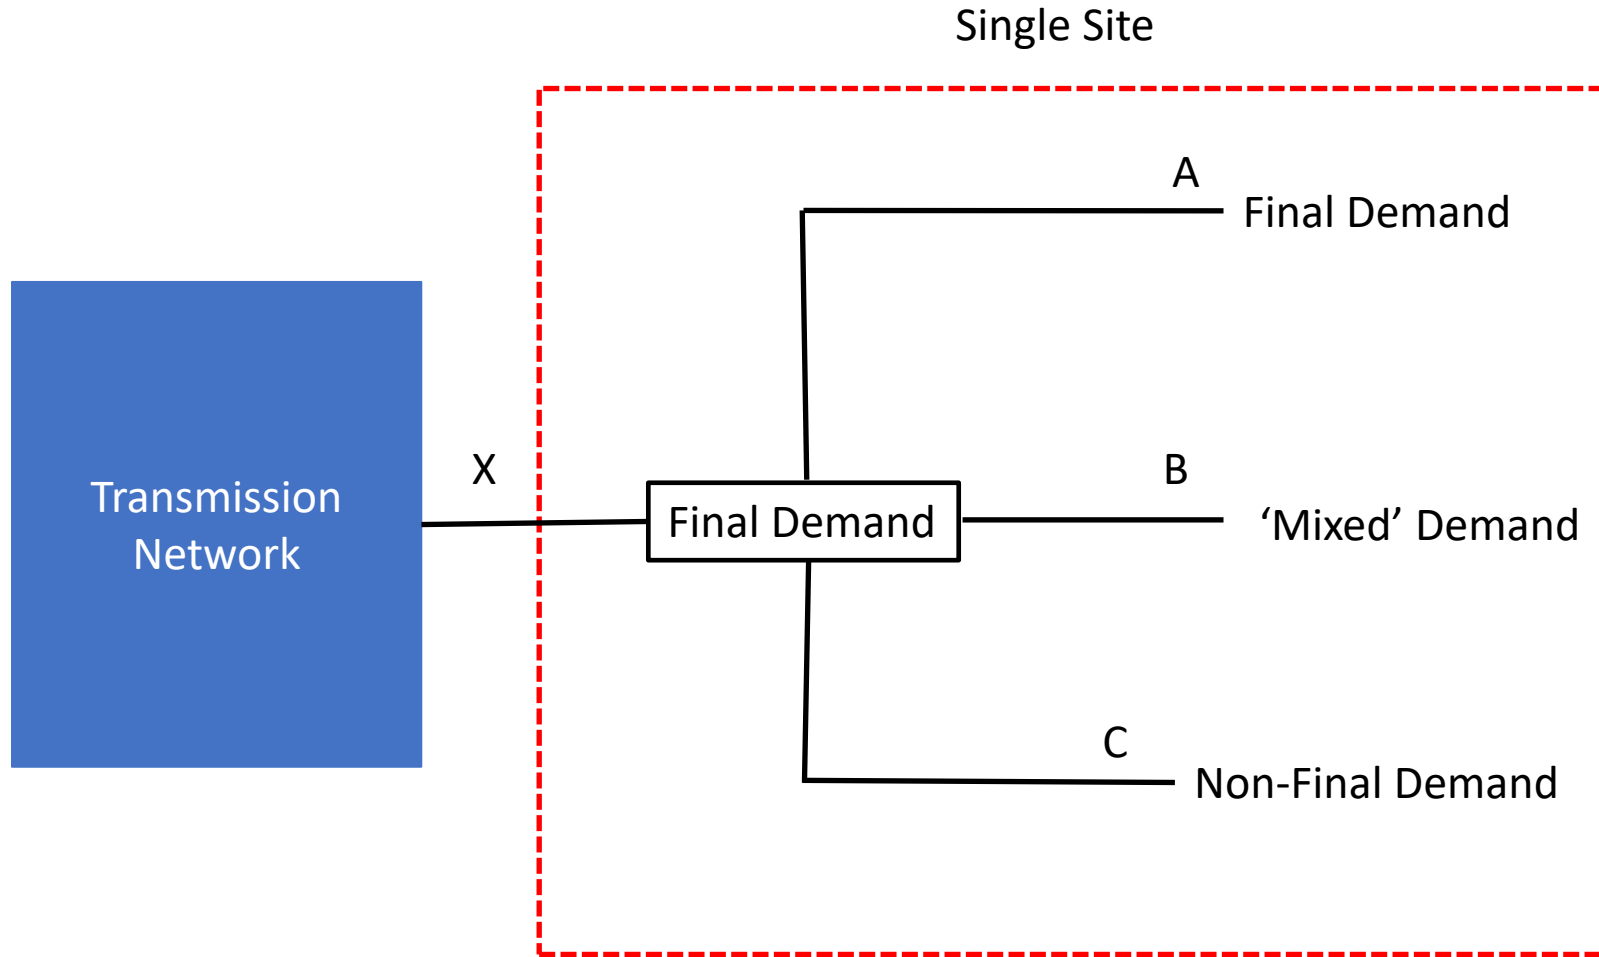 Single Site
A
Final Demand
X
B
Transmission
Network
Final Demand
‘Mixed’ Demand
C
Non-Final Demand